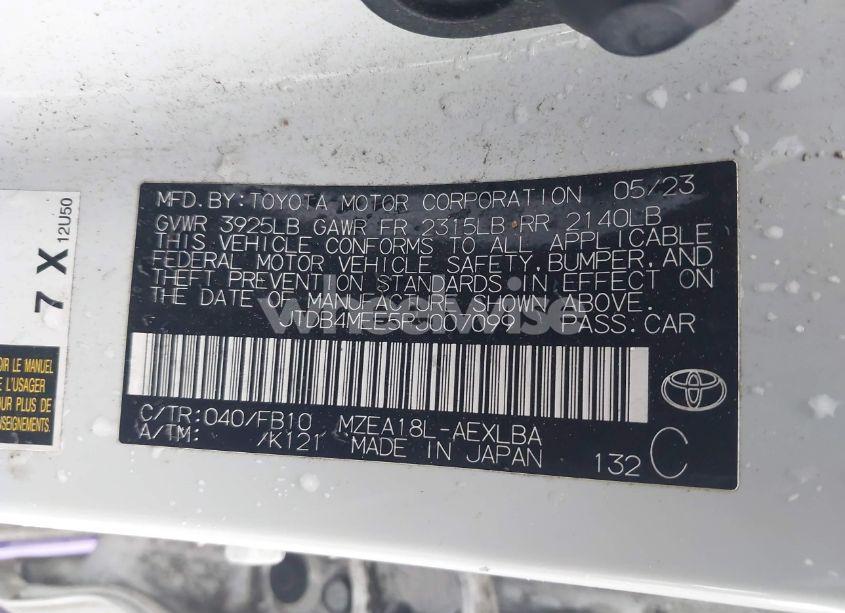 MFD.BY:TOYOTA MOTOR CORPORATION 05/23
GVWR 3925LB GAWR FR 2315LB RR 2140LB
THIS VEHICLE CONFORMS TO ALL APPLICABLE
FEDERAL MOTOR VEHICLE SAFETY, BUMPER, AND
THEFT PREVENTION STANDARDS IN EFFECT ON
THE DATE OF MANUFACTURE SHOWN ABOVE.
PASS.CAR
C/TR:040/FB10 MZEA18L-AEXLBA
A/TM: /K121 MADE IN JAPAN
132 C
7 X
12U50
OIR LE MANUEL
E L'USAGER
OUR PLUS DE
NSEIGNEMENTS.
wheelwise